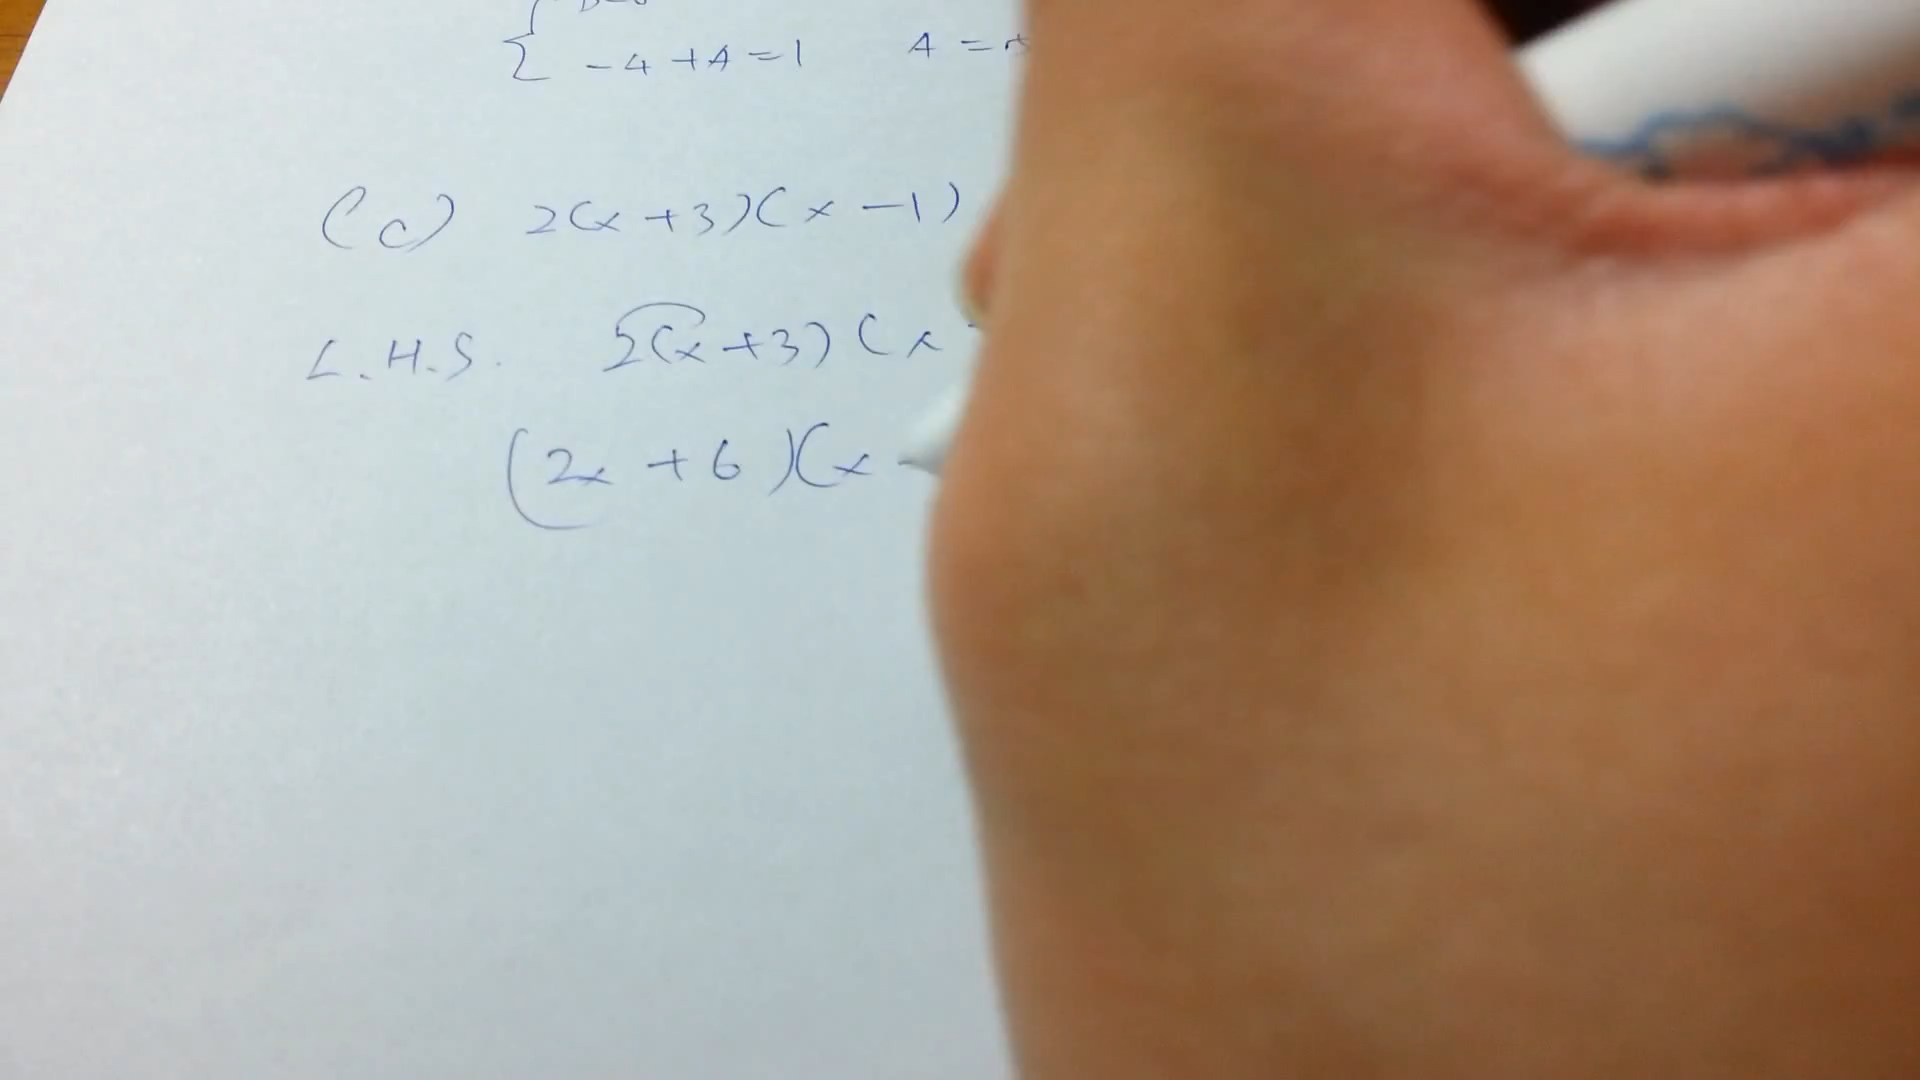 -4 + A = 1 A =
(c) 2(x + 3)(x - 1)
L.H.S. 2(x + 3)(x
(2x + 6)(x -